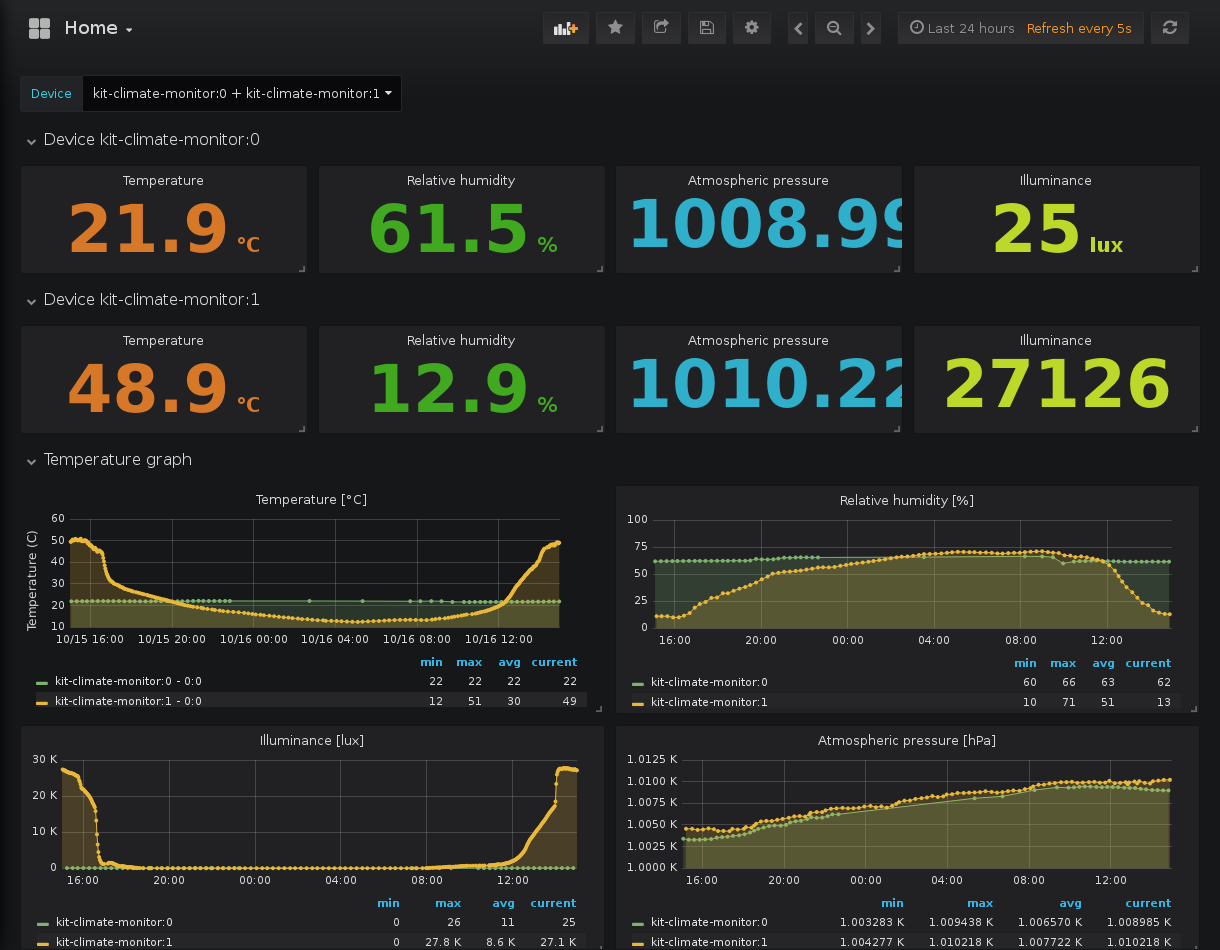 Home
Last 24 hours Refresh every 5s
Device kit-climate-monitor:0 + kit-climate-monitor:1
Device kit-climate-monitor:0
Temperature Relative humidity Atmospheric pressure Illuminance
21.9 °C 61.5 % 1008.99 25 lux
Device kit-climate-monitor:1
Temperature Relative humidity Atmospheric pressure Illuminance
48.9 °C 12.9 % 1010.22 27126
Temperature graph
Temperature [°C]
Temperature (C)
60
50
40
30
20
10
10/15 16:00 10/15 20:00 10/16 00:00 10/16 04:00 10/16 08:00 10/16 12:00
min max avg current
kit-climate-monitor:0 - 0:0 22 22 22 22
kit-climate-monitor:1 - 0:0 12 51 30 49
Relative humidity [%]
100
75
50
25
0
16:00 20:00 00:00 04:00 08:00 12:00
min max avg current
kit-climate-monitor:0 60 66 63 62
kit-climate-monitor:1 10 71 51 13
Illuminance [lux]
30 K
20 K
10 K
0
16:00 20:00 00:00 04:00 08:00 12:00
min max avg current
kit-climate-monitor:0 0 26 11 25
kit-climate-monitor:1 0 27.8 K 8.6 K 27.1 K
Atmospheric pressure [hPa]
1.0125 K
1.0100 K
1.0075 K
1.0050 K
1.0025 K
1.0000 K
16:00 20:00 00:00 04:00 08:00 12:00
min max avg current
kit-climate-monitor:0 1.003283 K 1.009438 K 1.006570 K 1.008985 K
kit-climate-monitor:1 1.004277 K 1.010218 K 1.007722 K 1.010218 K